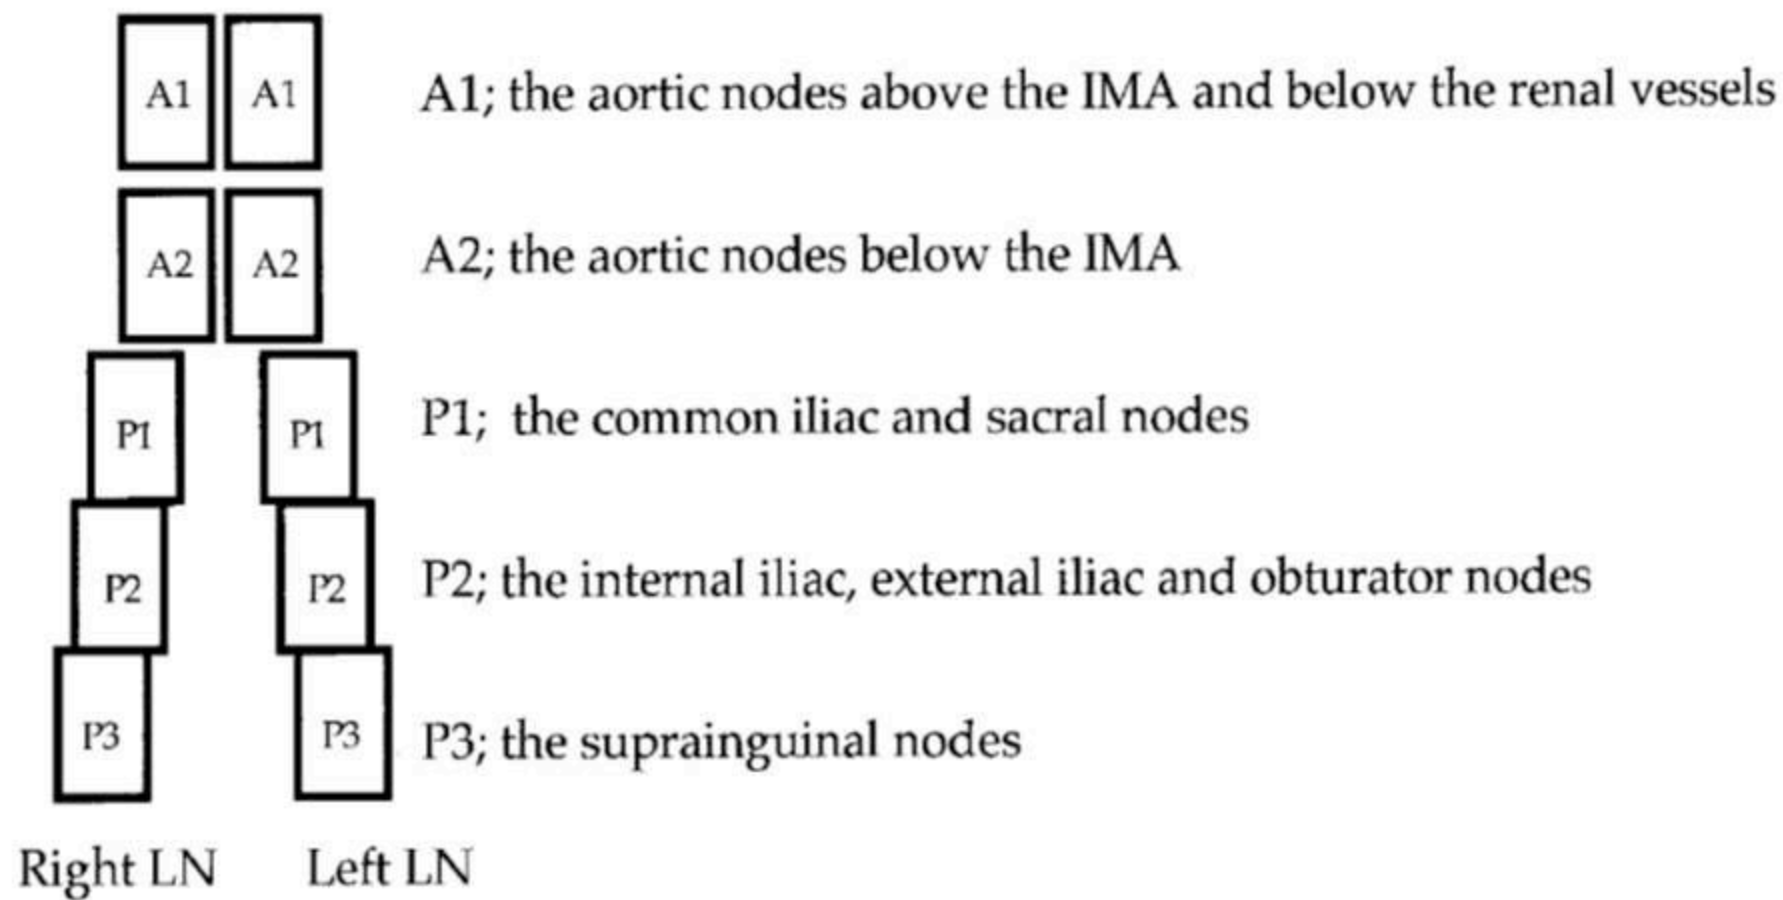 A1 A1 A1; the aortic nodes above the IMA and below the renal vessels
A2 A2 A2; the aortic nodes below the IMA
P1 P1 P1; the common iliac and sacral nodes
P2 P2 P2; the internal iliac, external iliac and obturator nodes
P3 P3 P3; the suprainguinal nodes
Right LN Left LN